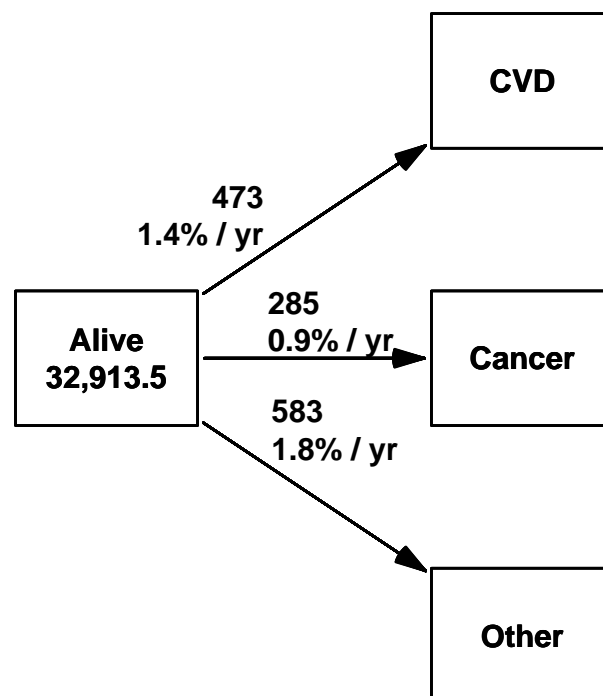 CVD
473
1.4% / yr
285
0.9% / yr
Alive
32,913.5
Cancer
583
1.8% / yr
Other